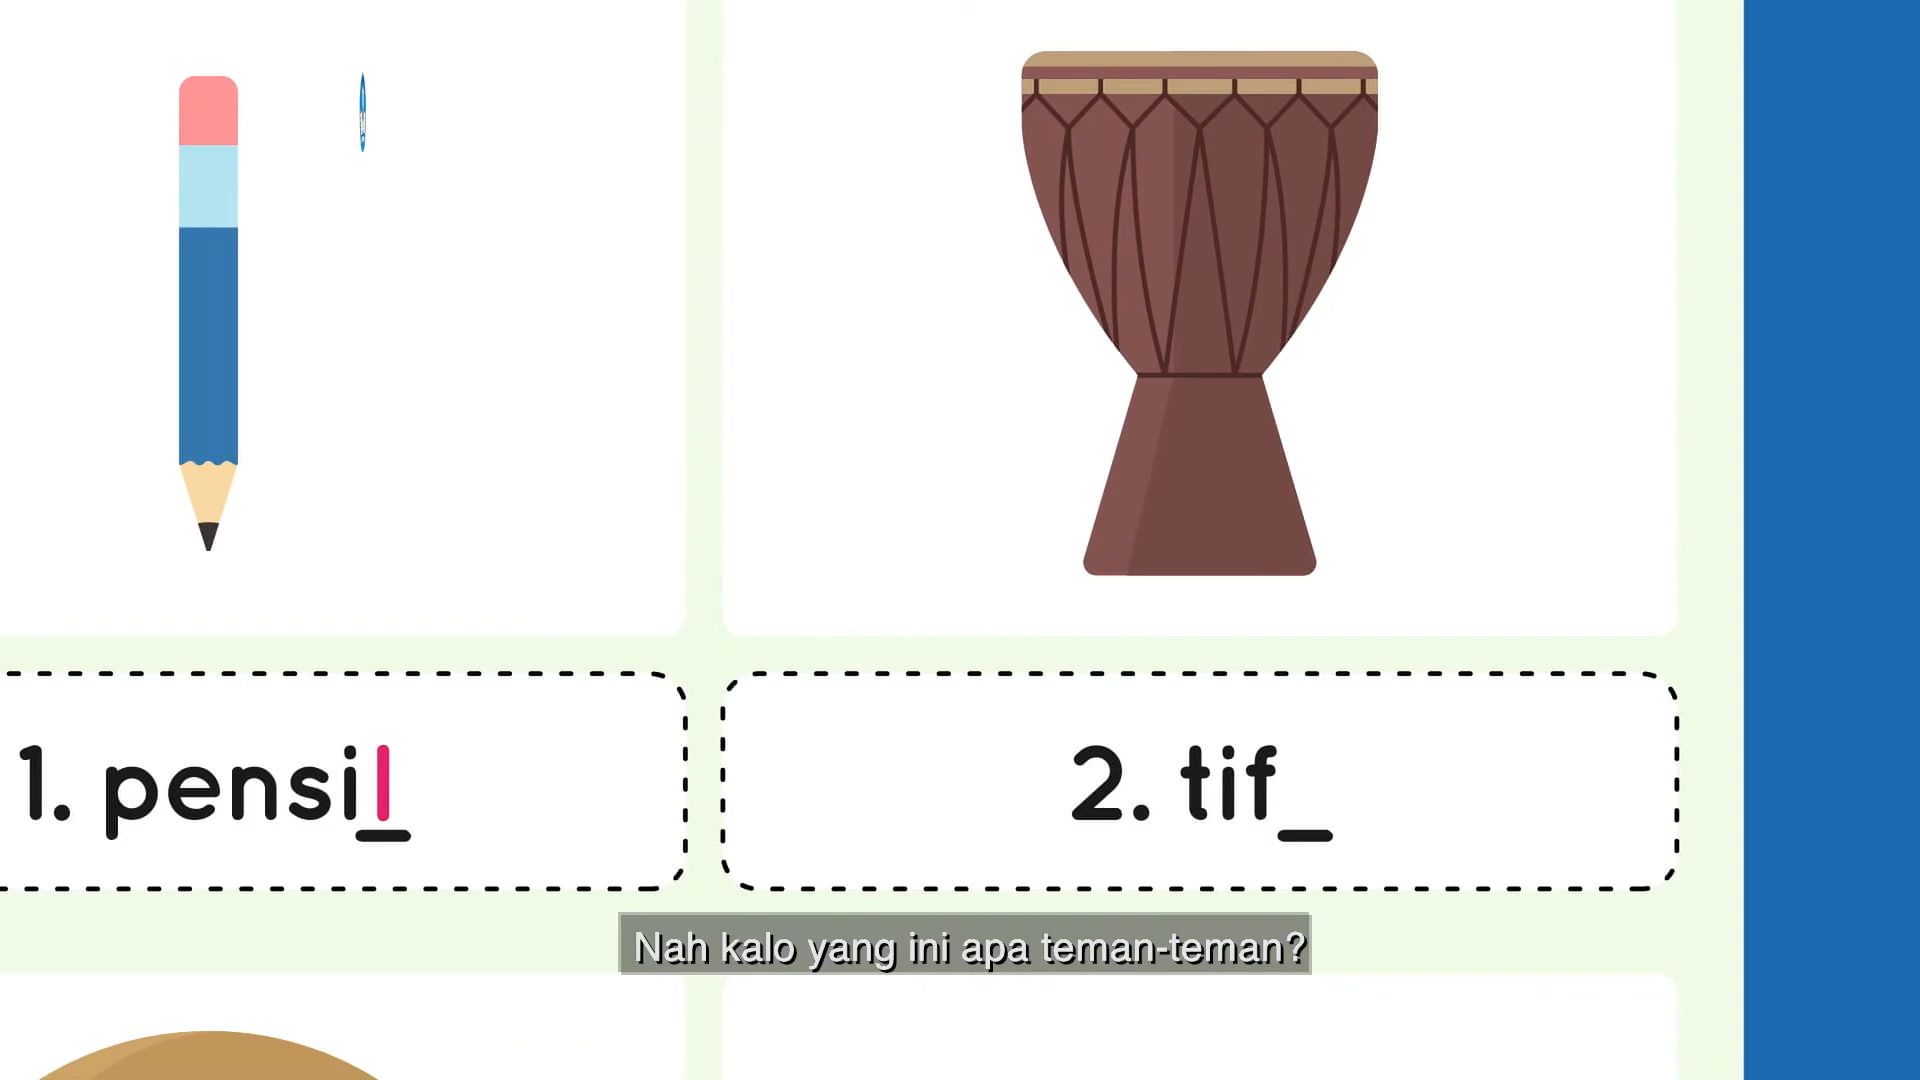 1. pensil
2. tif_
Nah kalo yang ini apa teman-teman?